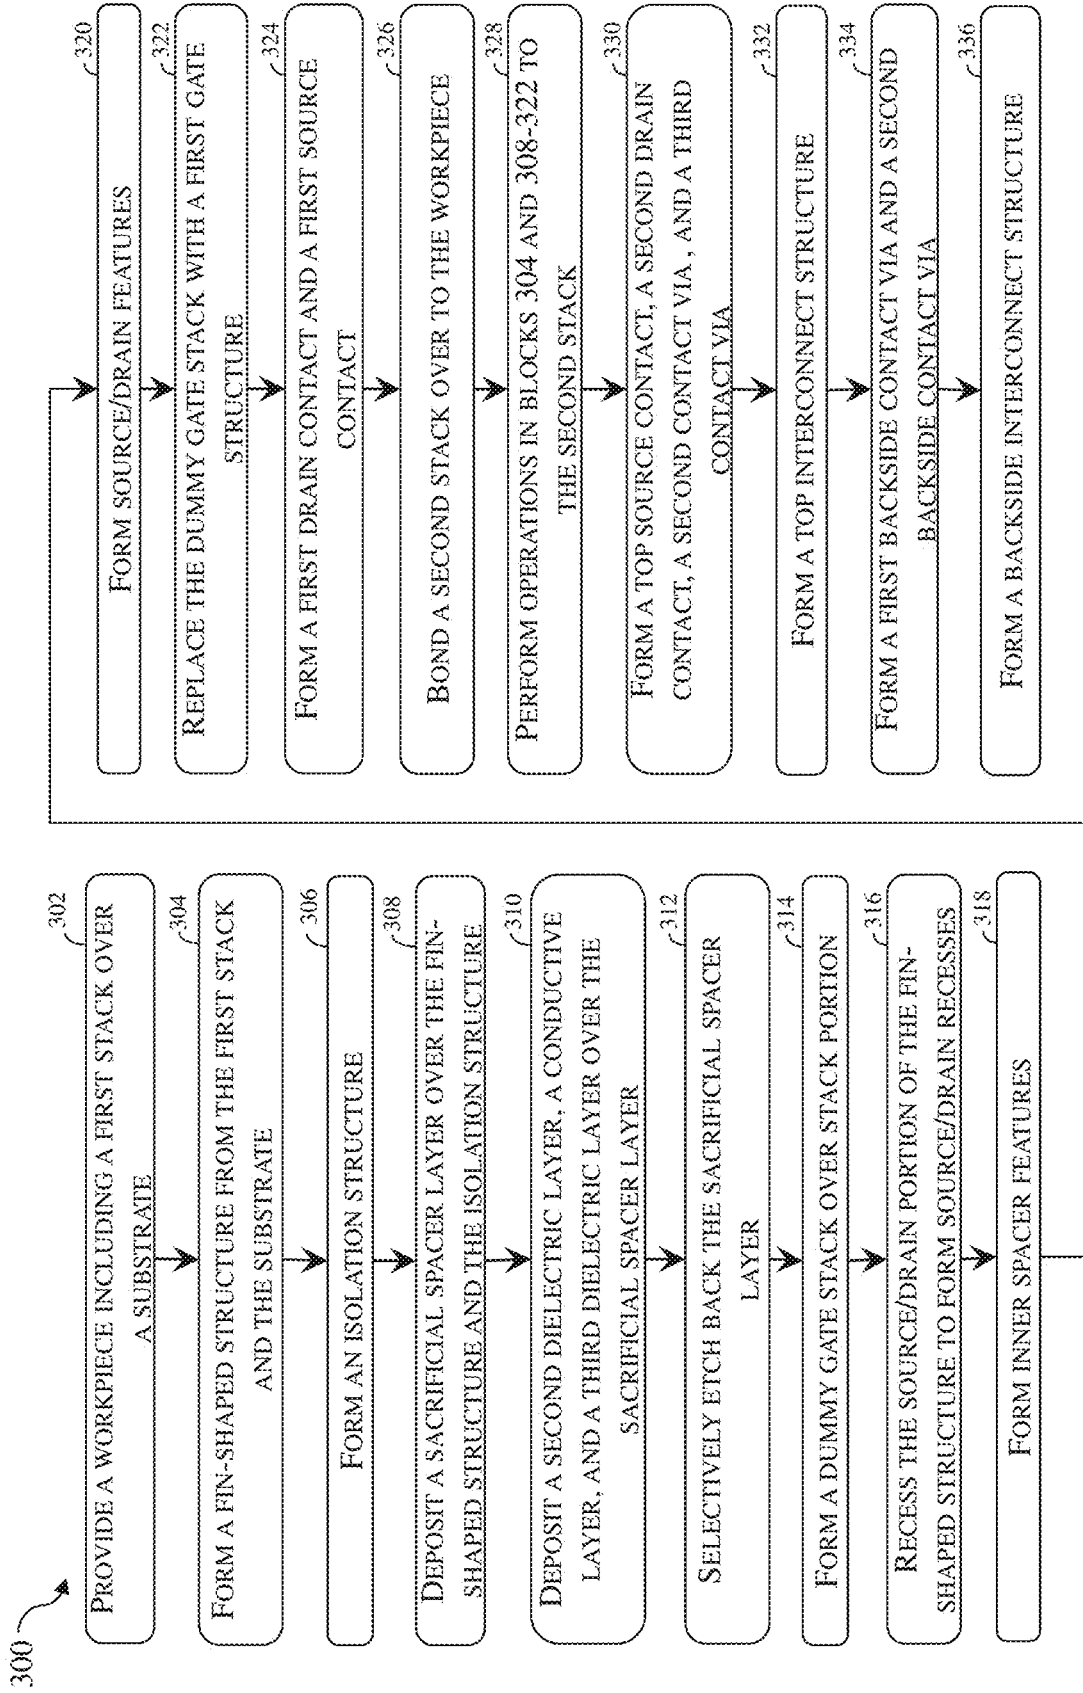 300
302
PROVIDE A WORKPIECE INCLUDING A FIRST STACK OVER
A SUBSTRATE
304
FORM A FIN-SHAPED STRUCTURE FROM THE FIRST STACK
AND THE SUBSTRATE
306
FORM AN ISOLATION STRUCTURE
308
DEPOSIT A SACRIFICIAL SPACER LAYER OVER THE FIN-
SHAPED STRUCTURE AND THE ISOLATION STRUCTURE
310
DEPOSIT A SECOND DIELECTRIC LAYER, A CONDUCTIVE
LAYER, AND A THIRD DIELECTRIC LAYER OVER THE
SACRIFICIAL SPACER LAYER
312
SELECTIVELY ETCH BACK THE SACRIFICIAL SPACER
LAYER
314
FORM A DUMMY GATE STACK OVER STACK PORTION
316
RECESS THE SOURCE/DRAIN PORTION OF THE FIN-
SHAPED STRUCTURE TO FORM SOURCE/DRAIN RECESSES
318
FORM INNER SPACER FEATURES
320
FORM SOURCE/DRAIN FEATURES
322
REPLACE THE DUMMY GATE STACK WITH A FIRST GATE
STRUCTURE
324
FORM A FIRST DRAIN CONTACT AND A FIRST SOURCE
CONTACT
326
BOND A SECOND STACK OVER TO THE WORKPIECE
328
PERFORM OPERATIONS IN BLOCKS 304 AND 308-322 TO
THE SECOND STACK
330
FORM A TOP SOURCE CONTACT, A SECOND DRAIN
CONTACT, A SECOND CONTACT VIA, AND A THIRD
CONTACT VIA
332
FORM A TOP INTERCONNECT STRUCTURE
334
FORM A FIRST BACKSIDE CONTACT VIA AND A SECOND
BACKSIDE CONTACT VIA
336
FORM A BACKSIDE INTERCONNECT STRUCTURE